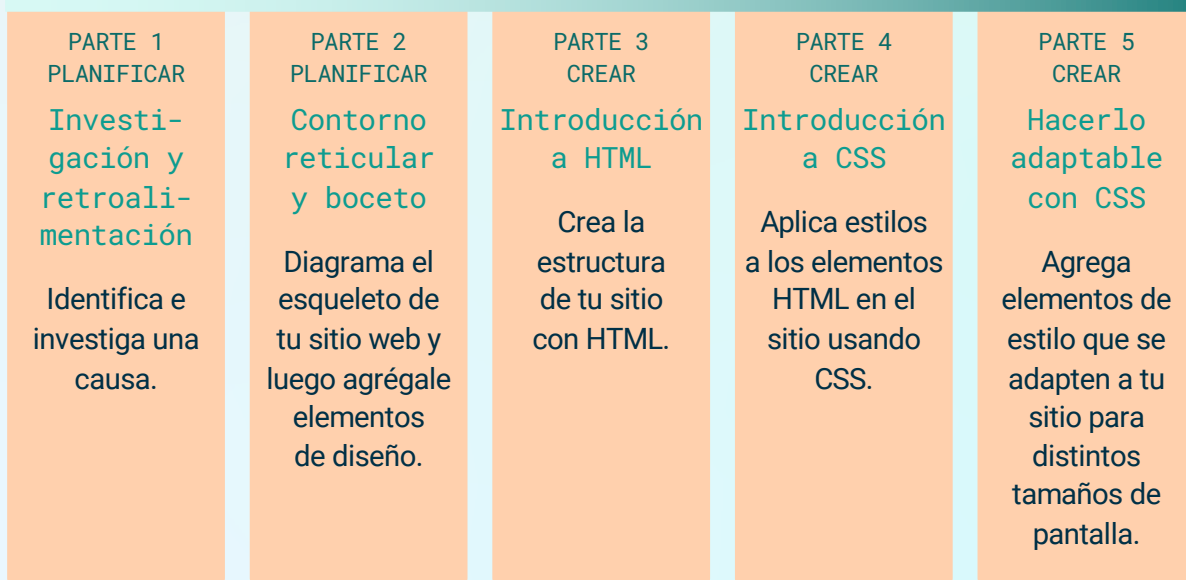 PARTE 1
PLANIFICAR
Investi-
gación y
retroali-
mentación
Identifica e
investiga una
causa.
PARTE 2
PLANIFICAR
Contorno
reticular
y boceto
Diagrama el
esqueleto de
tu sitio web y
luego agrégale
elementos
de diseño.
PARTE 3
CREAR
Introducción
a HTML
Crea la
estructura
de tu sitio
con HTML.
PARTE 4
CREAR
Introducción
a CSS
Aplica estilos
a los elementos
HTML en el
sitio usando
CSS.
PARTE 5
CREAR
Hacerlo
adaptable
con CSS
Agrega
elementos de
estilo que se
adapten a tu
sitio para
distintos
tamaños de
pantalla.